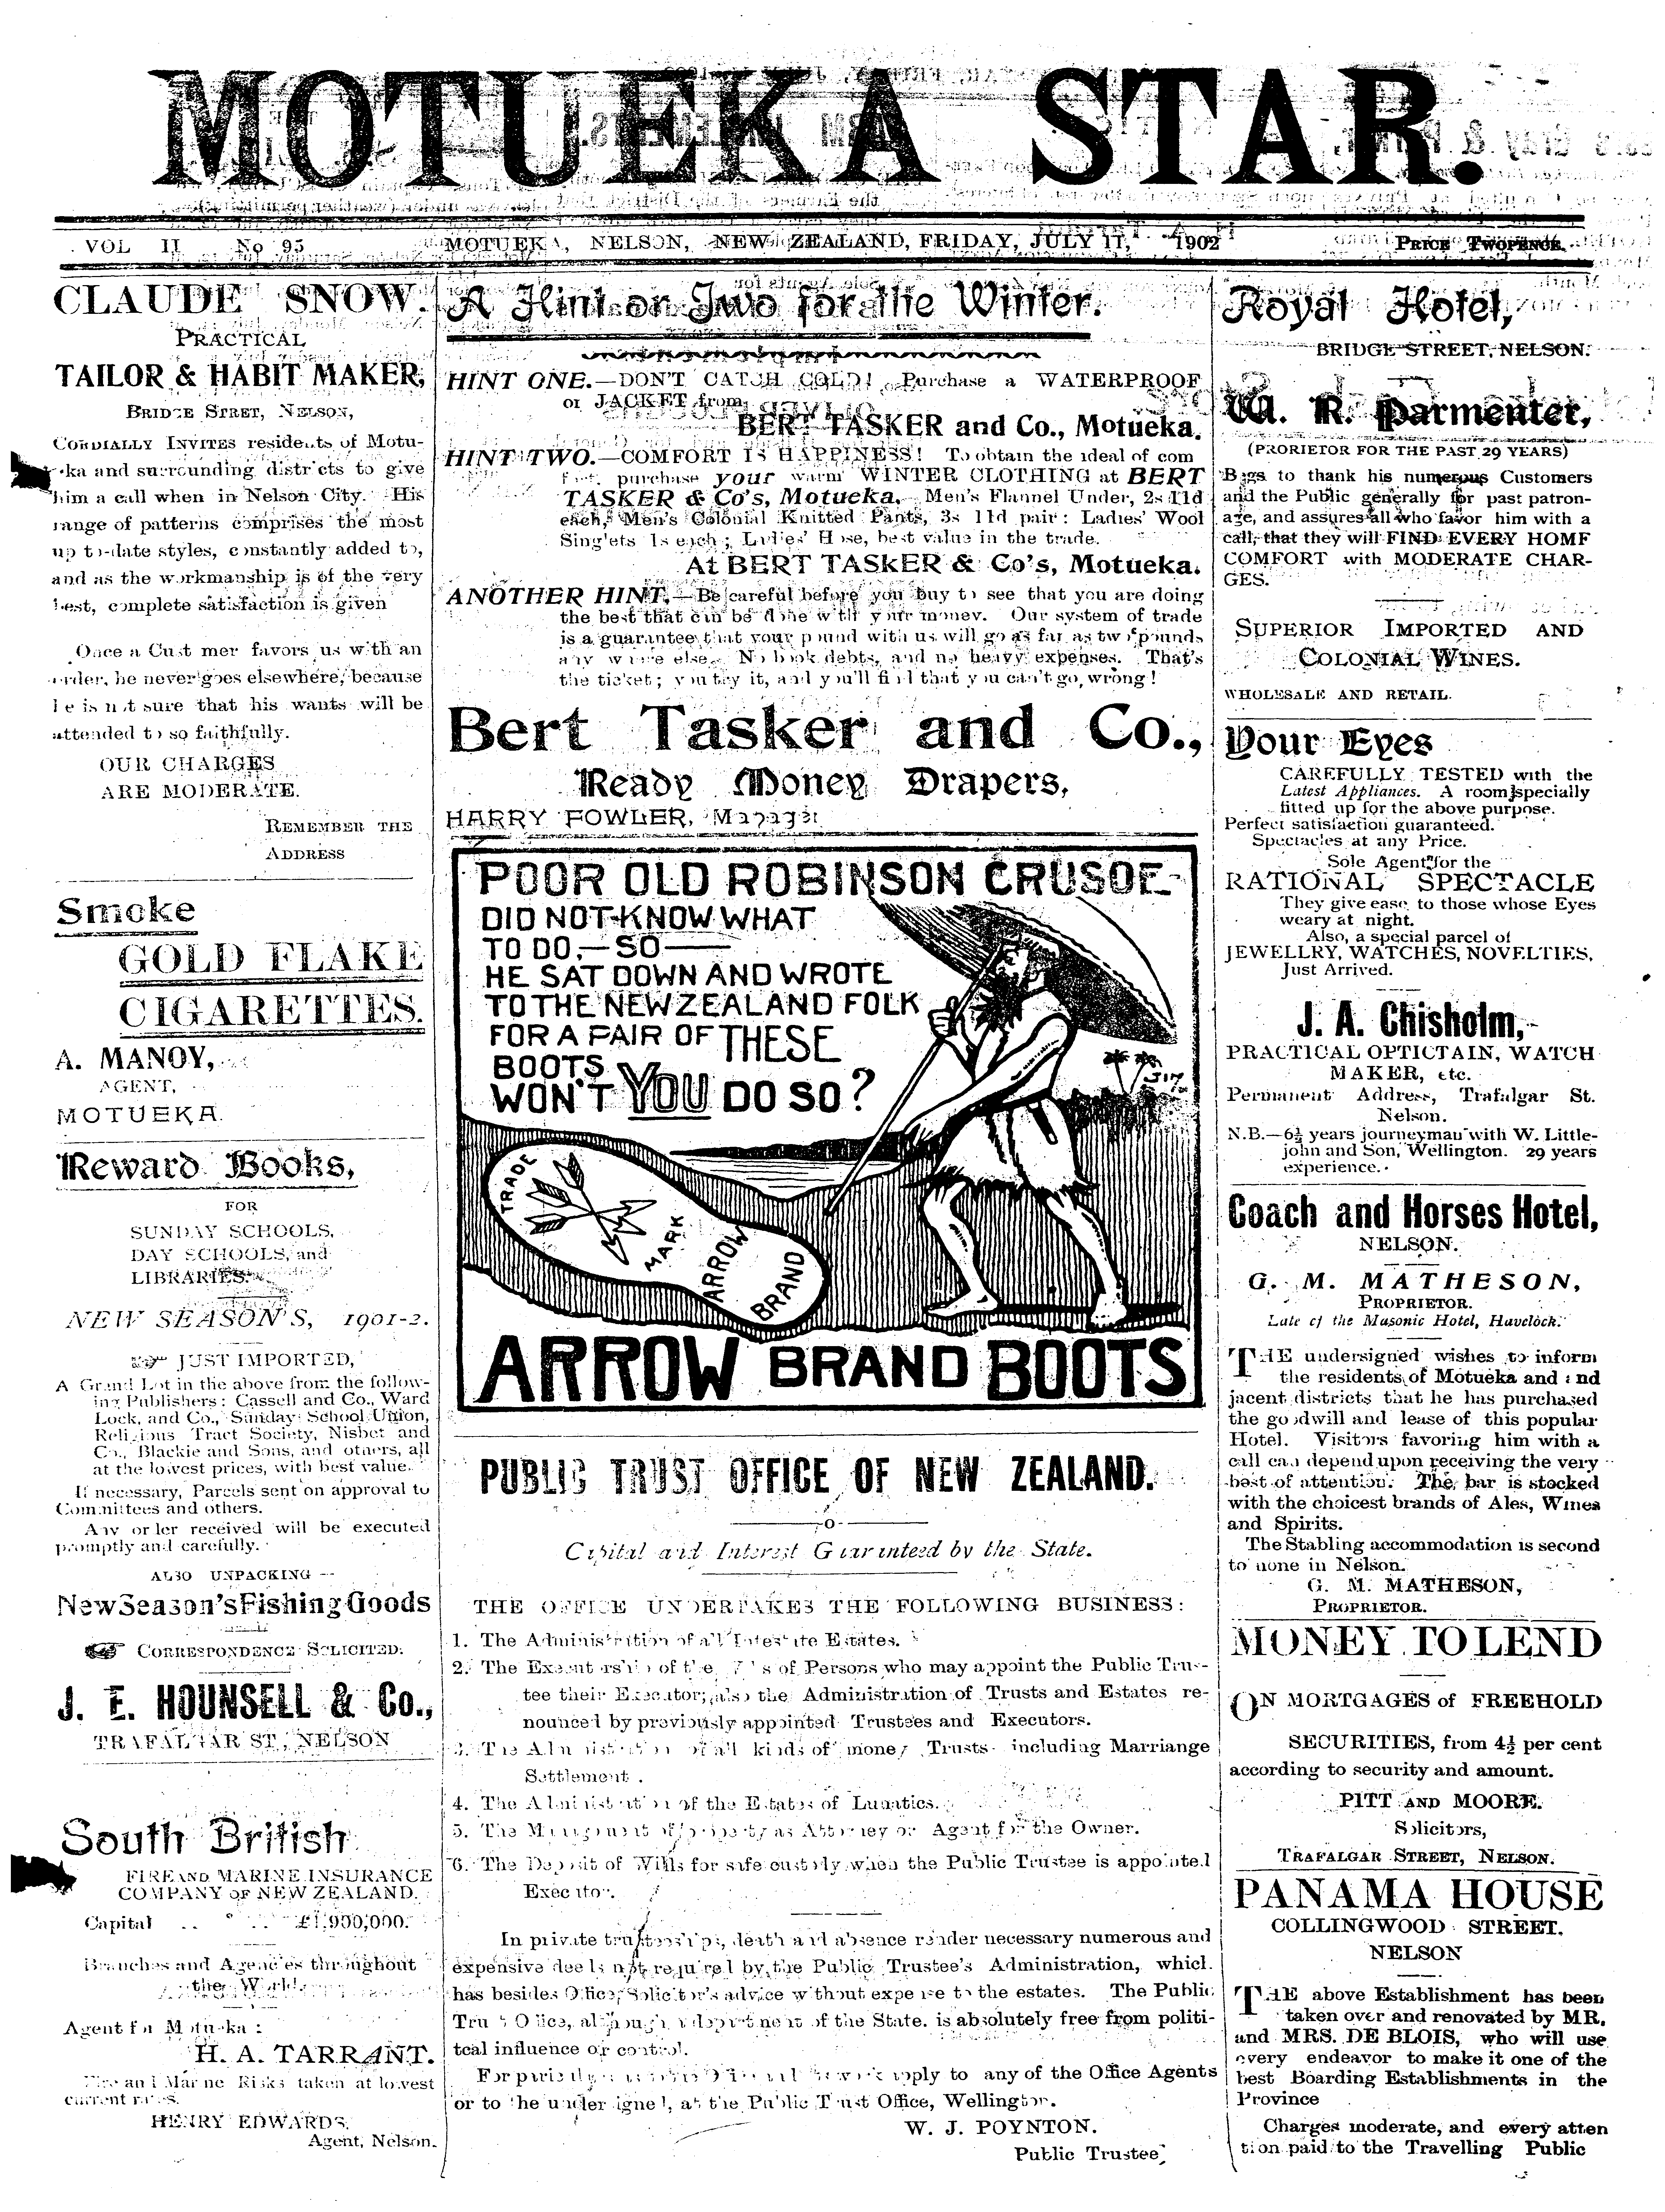 MOTUEKA STAR.
VOL II No 95 MOTUEKA, NELSON, NEW ZEALAND, FRIDAY, JULY 11, 1902 PRICE TWOPENCE.
CLAUDE SNOW.
PRACTICAL
TAILOR & HABIT MAKER,
BRIDGE STRET, NELSON,
CORDIALLY INVITES residents of Motu-
ka and surrounding districts to give
him a call when in Nelson City. His
range of patterns comprises the most
up to-date styles, constantly added to,
and as the workmanship is of the very
best, complete satisfaction is given
Once a Cust mer favors us with an
order, he never goes elsewhere, because
he is not sure that his wants will be
attended to so faithfully.
OUR CHARGES
ARE MODERATE.
REMEMBER THE
ADDRESS
Smoke
GOLD FLAKE
CIGARETTES.
A. MANOY,
AGENT,
MOTUEKA.
Reward Books,
FOR
SUNDAY SCHOOLS,
DAY SCHOOLS, and
LIBRARIES.
NEW SEASON'S, 1901-2.
JUST IMPORTED,
A Grand Lot in the above from the follow-
ing Publishers: Cassell and Co., Ward
Lock, and Co., Sunday School Union,
Religious Tract Society, Nisbet and
Co., Blackie and Sons, and others, all
at the lowest prices, with best value.
If necessary, Parcels sent on approval to
Committees and others.
Any order received will be executed
promptly and carefully.
ALSO UNPACKING --
New Season's Fishing Goods
CORRESPONDENCE SOLICITED.
J. E. HOUNSELL & Co.,
TRAFALGAR ST., NELSON
South British
FIRE AND MARINE INSURANCE
COMPANY OF NEW ZEALAND.
Capital .. .. £1,900,000.
Branches and Agencies throughout
the World.
Agent for Motueka:
H. A. TARRANT.
Fire and Marine Risks taken at lowest
current rates.
HENRY EDWARDS,
Agent, Nelson.
A Hint or Two for the Winter.
HINT ONE.—DON'T CATCH COLD! Purchase a WATERPROOF
or JACKET from
BERT TASKER and Co., Motueka.
HINT TWO.—COMFORT IS HAPPINESS! To obtain the ideal of com
fort, purchase your warm WINTER CLOTHING at BERT
TASKER & Co's, Motueka. Men's Flannel Under, 2s 11d
each, Men's Colonial Knitted Pants, 3s 11d pair: Ladies' Wool
Singlets 1s each; Ladies' Hose, best value in the trade.
At BERT TASKER & Co's, Motueka.
ANOTHER HINT.—Be careful before you buy to see that you are doing
the best that can be done with your money. Our system of trade
is a guarantee that your pound with us will go as far as two pounds
any where else. No book debts, and no heavy expenses. That's
the ticket; you try it, and you'll find that you can't go wrong!
Bert Tasker and Co.,
Ready Money Drapers,
HARRY FOWLER, Manager
POOR OLD ROBINSON CRUSOE
DID NOT KNOW WHAT
TO DO,—SO—
HE SAT DOWN AND WROTE
TO THE NEW ZEALAND FOLK
FOR A PAIR OF THESE
BOOTS
WON'T YOU DO SO?
TRADE MARK
ARROW BRAND
ARROW BRAND BOOTS
PUBLIC TRUST OFFICE OF NEW ZEALAND.
—o—
Capital and Interest Guaranteed by the State.
THE OFFICE UNDERTAKES THE FOLLOWING BUSINESS:
1. The Administration of all Intestate Estates.
2. The Executorship of the of Persons who may appoint the Public Trus-
tee their Executor; also the Administration of Trusts and Estates re-
nounced by previously appointed Trustees and Executors.
3. The Administration of all kinds of money Trusts including Marriange
Settlement.
4. The Administration of the Estates of Lunatics.
5. The Management of property as Attorney or Agent for the Owner.
6. The Deposit of Wills for safe custody when the Public Trustee is appointed
Executor.
In private trusteeships, death and absence render necessary numerous and
expensive deeds not required by the Public Trustee's Administration, which
has besides Office Solicitor's advice without expense to the estates. The Public
Trust Office, although a department of the State. is absolutely free from politi-
tcal influence or control.
For particulars apply to any of the Office Agents
or to the undersigned, at the Public Trust Office, Wellington.
W. J. POYNTON.
Public Trustee
Royal Hotel,
BRIDGE STREET, NELSON.
W. R. Parmenter,
(PRORIETOR FOR THE PAST 29 YEARS)
Begs to thank his numerous Customers
and the Public generally for past patron-
age, and assures all who favor him with a
call, that they will FIND EVERY HOME
COMFORT with MODERATE CHAR-
GES.
SUPERIOR IMPORTED AND
COLONIAL WINES.
WHOLESALE AND RETAIL.
Your Eyes
CAREFULLY TESTED with the
Latest Appliances. A room specially
fitted up for the above purpose.
Perfect satisfaction guaranteed.
Spectacles at any Price.
Sole Agent for the
RATIONAL SPECTACLE
They give ease to those whose Eyes
weary at night.
Also, a special parcel of
JEWELLRY, WATCHES, NOVELTIES,
Just Arrived.
J. A. Chisholm,
PRACTICAL OPTICTAIN, WATCH
MAKER, etc.
Permanent Address, Trafalgar St.
Nelson.
N.B.—6½ years journeyman with W. Little-
john and Son, Wellington. 29 years
experience.
Coach and Horses Hotel,
NELSON.
G. M. MATHESON,
PROPRIETOR.
Late of the Masonic Hotel, Havelock.
THE undersigned wishes to inform
the residents of Motueka and and
jacent districts that he has purchased
the goodwill and lease of this popular
Hotel. Visitors favoring him with a
call can depend upon receiving the very
best of attention. The bar is stocked
with the choicest brands of Ales, Wines
and Spirits.
The Stabling accommodation is second
to none in Nelson.
G. M. MATHESON,
PROPRIETOR.
MONEY TO LEND
ON MORTGAGES of FREEHOLD
SECURITIES, from 4½ per cent
according to security and amount.
PITT AND MOORE.
Solicitors,
TRAFALGAR STREET, NELSON.
PANAMA HOUSE
COLLINGWOOD STREET.
NELSON
THE above Establishment has been
taken over and renovated by MR.
and MRS. DE BLOIS, who will use
every endeavor to make it one of the
best Boarding Establishments in the
Province
Charges moderate, and every atten
tion paid to the Travelling Public